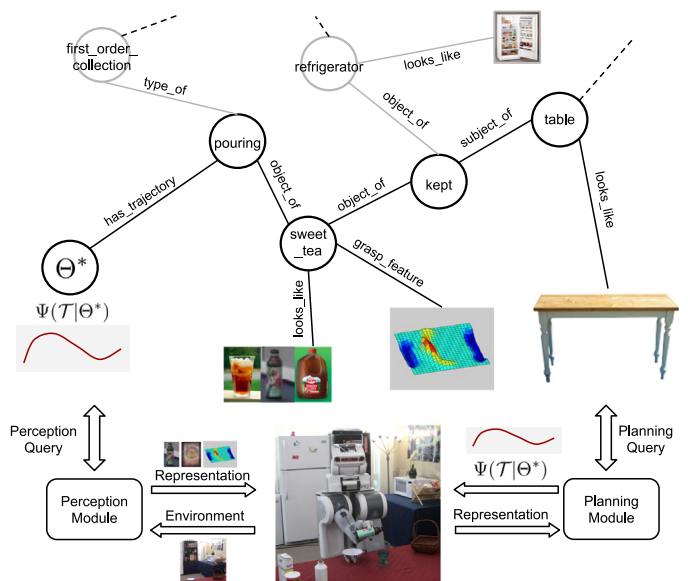 first_order_
collection
refrigerator
looks_like
type_of
object_of
subject_of
table
pouring
kept
has_trajectory
object_of
object_of
looks_like
sweet
_tea
grasp_feature
Θ*
Ψ(𝒯|Θ*)
looks_like
Perception
Query
Planning
Query
Representation
Ψ(𝒯|Θ*)
Perception
Module
Environment
Representation
Planning
Module